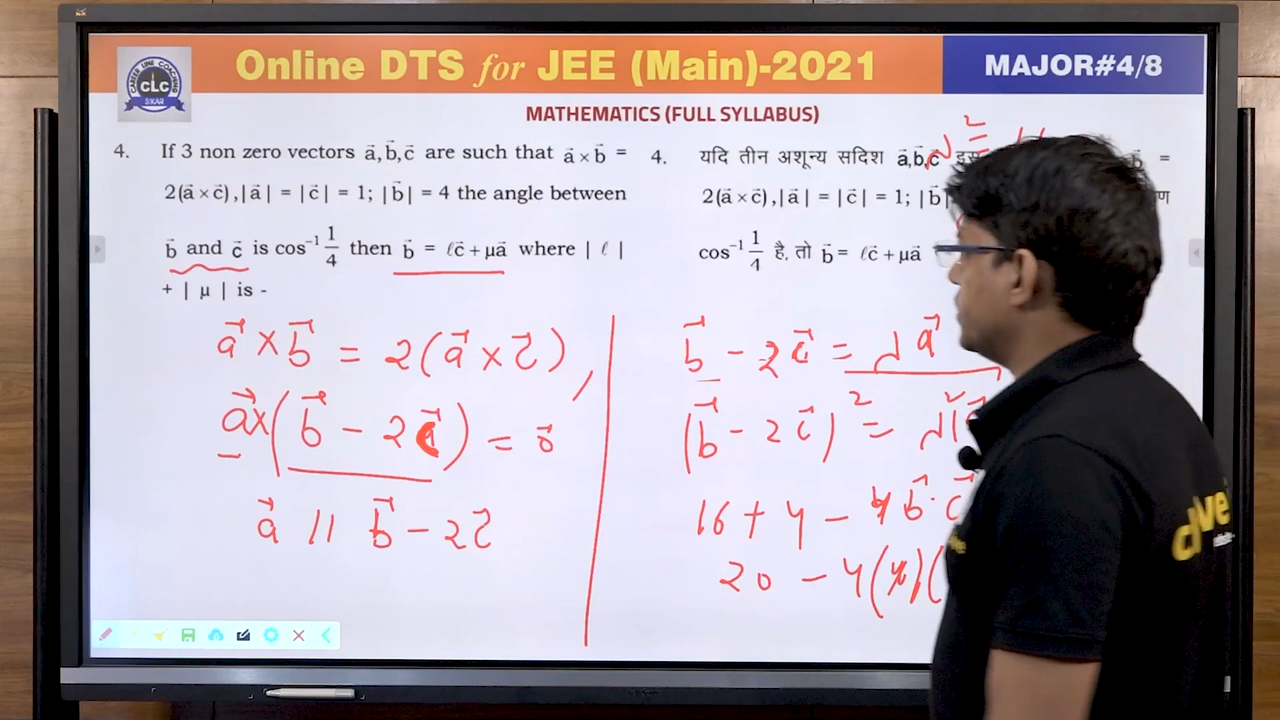 Online DTS for JEE (Main)-2021
MAJOR#4/8
CAREER LINE COACHING
CLC
SIKAR
MATHEMATICS (FULL SYLLABUS)
4. If 3 non zero vectors a⃗,b⃗,c⃗ are such that a⃗×b⃗ =
2(a⃗×c⃗),|a⃗|=|c⃗|=1; |b⃗|=4 the angle between
b⃗ and c⃗ is cos⁻¹ 1/4 then b⃗ = ℓc⃗+μa⃗ where |ℓ|
+|μ| is -
4. यदि तीन अशून्य सदिश a⃗,b⃗,c⃗ b⃗ =
2(a⃗×c⃗),|a⃗|=|c⃗|=1; |b⃗| ण
cos⁻¹ 1/4 है, तो b⃗= ℓc⃗+μa⃗
a⃗×b⃗ = 2(a⃗×c⃗),
a⃗×(b⃗ - 2c⃗) = 0⃗
a⃗ // b⃗ - 2c⃗
λ² = 16
b⃗ - 2c⃗ = λa⃗
(b⃗ - 2c⃗)² = λ²|a⃗
16 + 4 - 4b⃗·c⃗
20 - 4(4)(